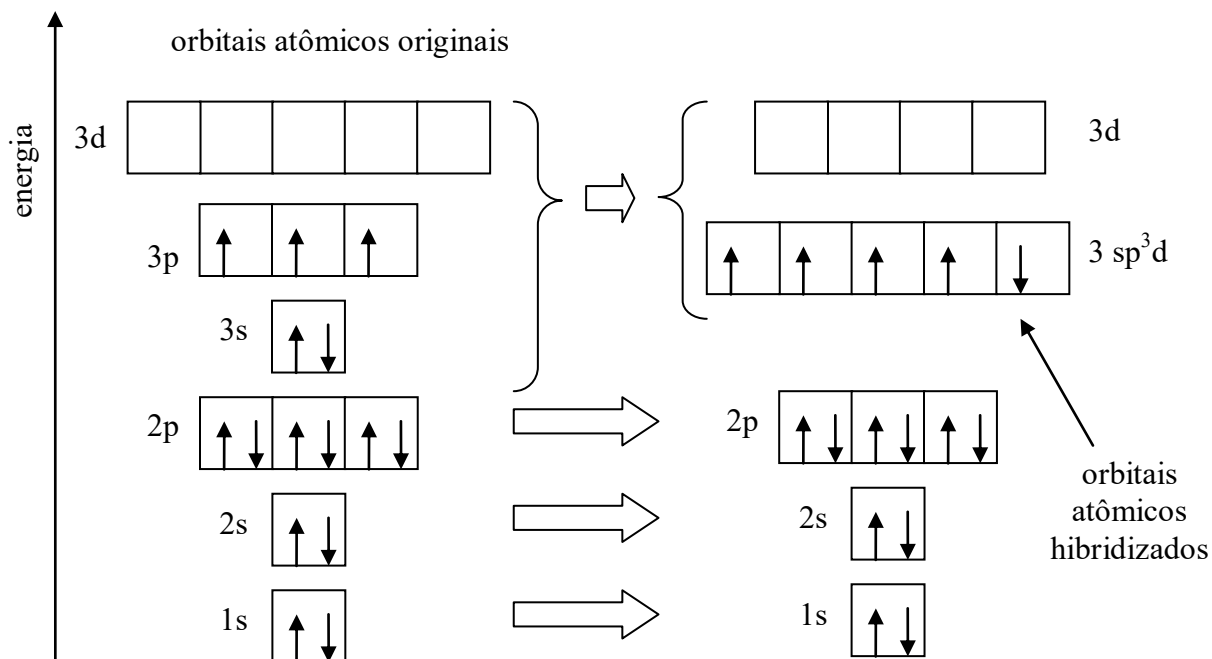 orbitais atômicos originais
energia
3d
3p
3s
2p
2s
1s
3d
3 sp³d
2p
2s
1s
orbitais
atômicos
hibridizados